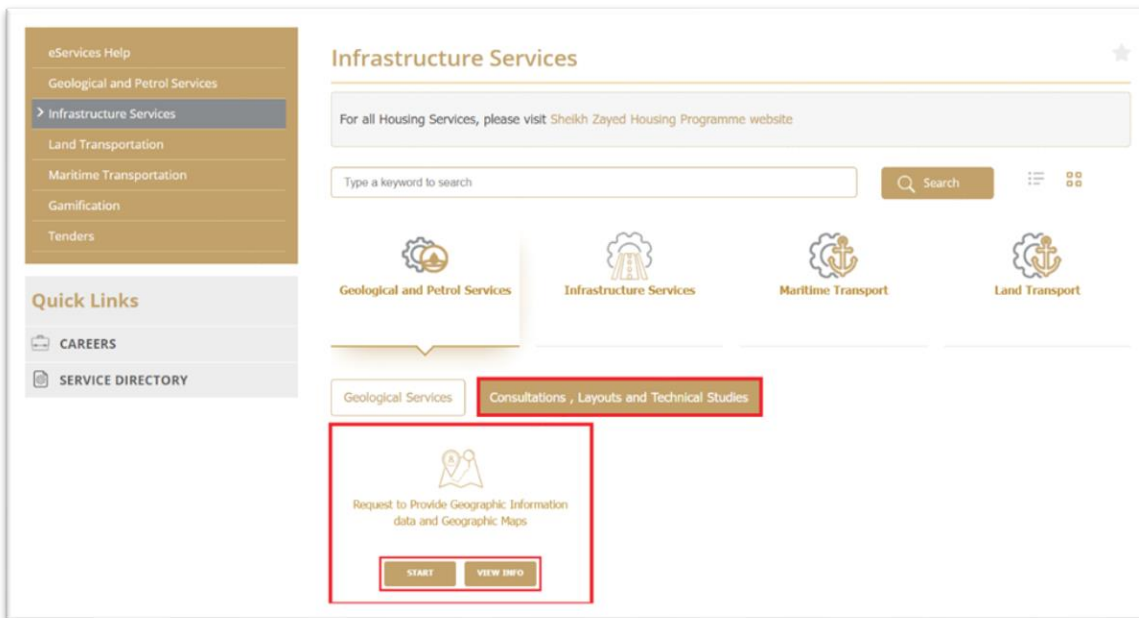 eServices Help
Geological and Petrol Services
Infrastructure Services
Land Transportation
Maritime Transportation
Gamification
Tenders
Quick Links
CAREERS
SERVICE DIRECTORY
Infrastructure Services
For all Housing Services, please visit Sheikh Zayed Housing Programme website
Type a keyword to search
Search
Geological and Petrol Services
Infrastructure Services
Maritime Transport
Land Transport
Geological Services
Consultations , Layouts and Technical Studies
Request to Provide Geographic Information
data and Geographic Maps
START
VIEW INFO